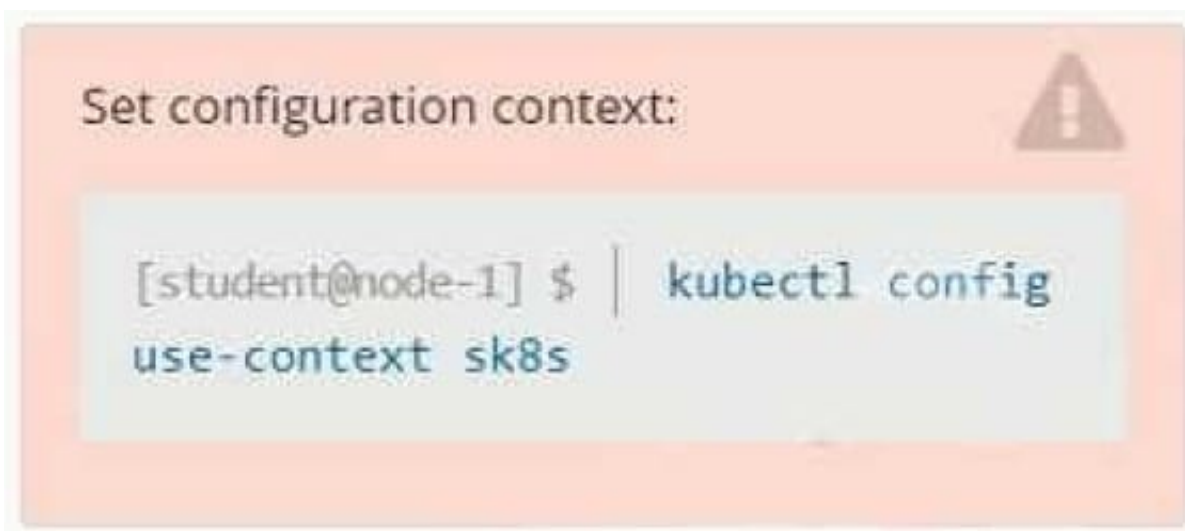 Set configuration context:
[student@node-1] $ | kubectl config
use-context sk8s